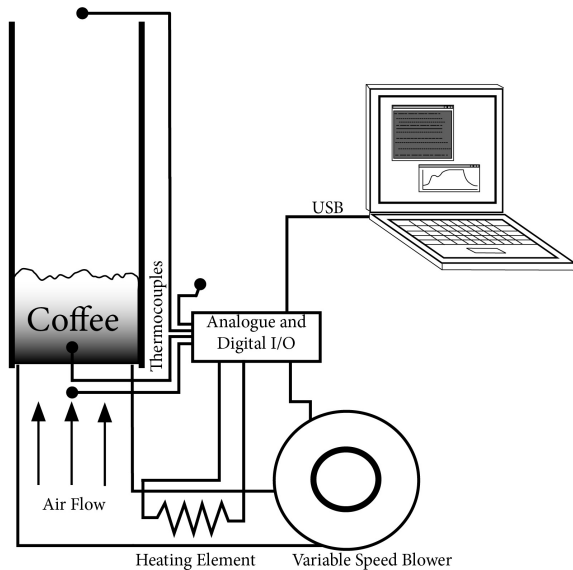 USB
Thermocouples
Coffee
Analogue and
Digital I/O
Air Flow
Heating Element
Variable Speed Blower